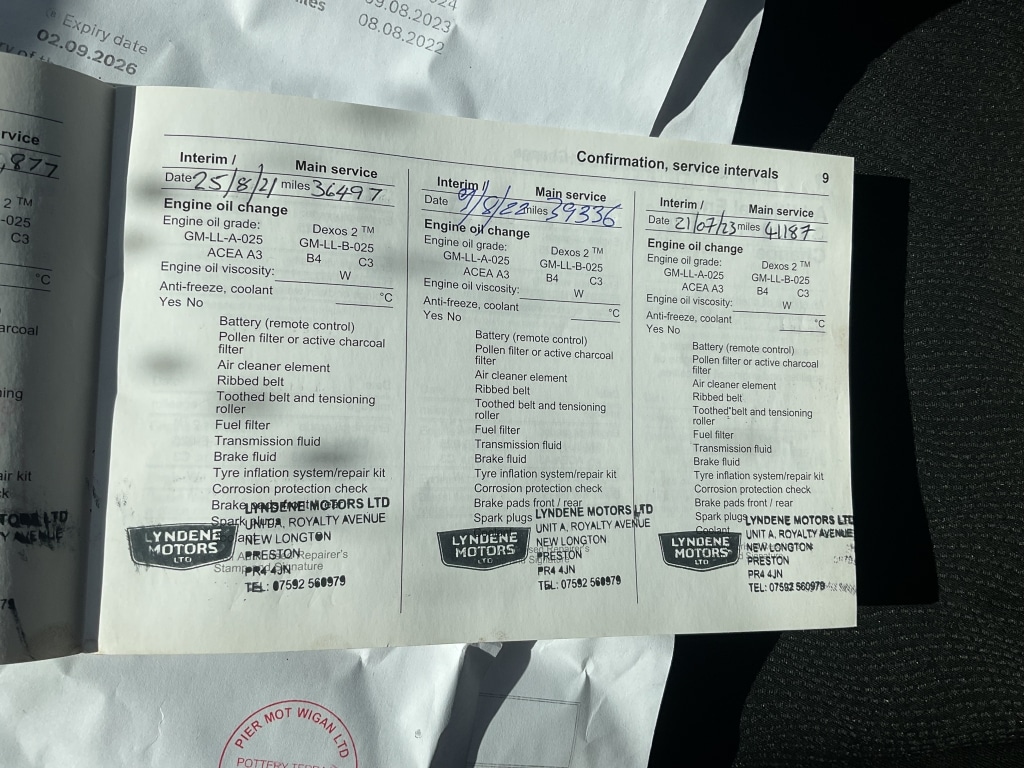 Expiry date
02.09.2026
09.08.2023
08.08.2022
rvice
,877
2 ™
-025
C3
°C
arcoal
Confirmation, service intervals 9
Interim / Main service
Date 25/8/21 miles 36497
Engine oil change
Engine oil grade: Dexos 2 ™
GM-LL-A-025 GM-LL-B-025
ACEA A3 B4 C3
Engine oil viscosity: W
Anti-freeze, coolant °C
Yes No
Battery (remote control)
Pollen filter or active charcoal
filter
Air cleaner element
Ribbed belt
Toothed belt and tensioning
roller
Fuel filter
Transmission fluid
Brake fluid
Tyre inflation system/repair kit
Corrosion protection check
Brake pads front / rear
Spark plugs
LYNDENE
MOTORS
LTD
LYNDENE MOTORS LTD
UNIT A, ROYALTY AVENUE
NEW LONGTON
PRESTON
PR4 4JN
TEL: 07592 560979
Interim / Main service
Date 9/8/22 miles 39336
Engine oil change
Engine oil grade: Dexos 2 ™
GM-LL-A-025 GM-LL-B-025
ACEA A3 B4 C3
Engine oil viscosity: W
Anti-freeze, coolant °C
Yes No
Battery (remote control)
Pollen filter or active charcoal
filter
Air cleaner element
Ribbed belt
Toothed belt and tensioning
roller
Fuel filter
Transmission fluid
Brake fluid
Tyre inflation system/repair kit
Corrosion protection check
Brake pads front / rear
Spark plugs
LYNDENE
MOTORS
LTD
LYNDENE MOTORS LTD
UNIT A, ROYALTY AVENUE
NEW LONGTON
PRESTON
PR4 4JN
TEL: 07592 560979
Interim / Main service
Date 21/07/23 miles 41187
Engine oil change
Engine oil grade: Dexos 2 ™
GM-LL-A-025 GM-LL-B-025
ACEA A3 B4 C3
Engine oil viscosity: W
Anti-freeze, coolant °C
Yes No
Battery (remote control)
Pollen filter or active charcoal
filter
Air cleaner element
Ribbed belt
Toothed belt and tensioning
roller
Fuel filter
Transmission fluid
Brake fluid
Tyre inflation system/repair kit
Corrosion protection check
Brake pads front / rear
Spark plugs
Coolant
LYNDENE
MOTORS
LTD
LYNDENE MOTORS LTD
UNIT A, ROYALTY AVENUE
NEW LONGTON
PRESTON
PR4 4JN
TEL: 07592 560979
PIER MOT WIGAN LTD